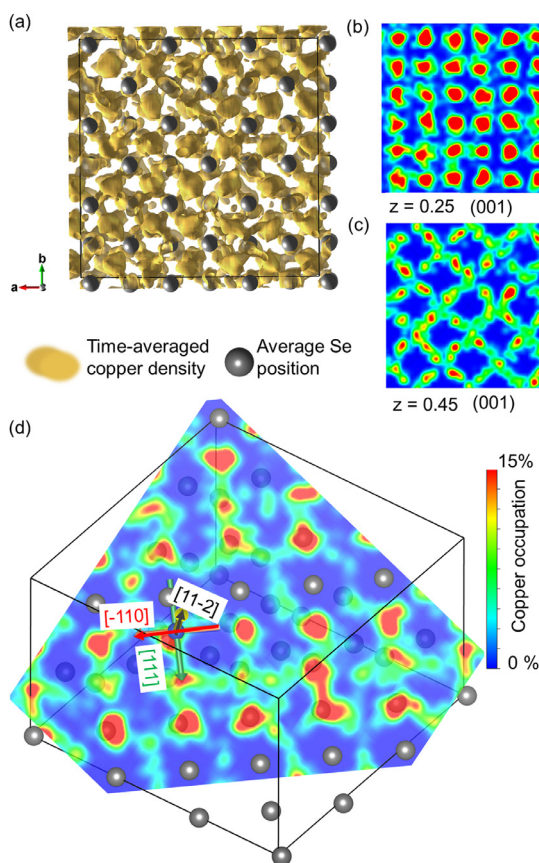 (a)
(b)
b
a
z = 0.25 (001)
(c)
z = 0.45 (001)
Time-averaged
copper density
Average Se
position
(d)
15%
Copper occupation
0 %
[11-2]
[-110]
[111]